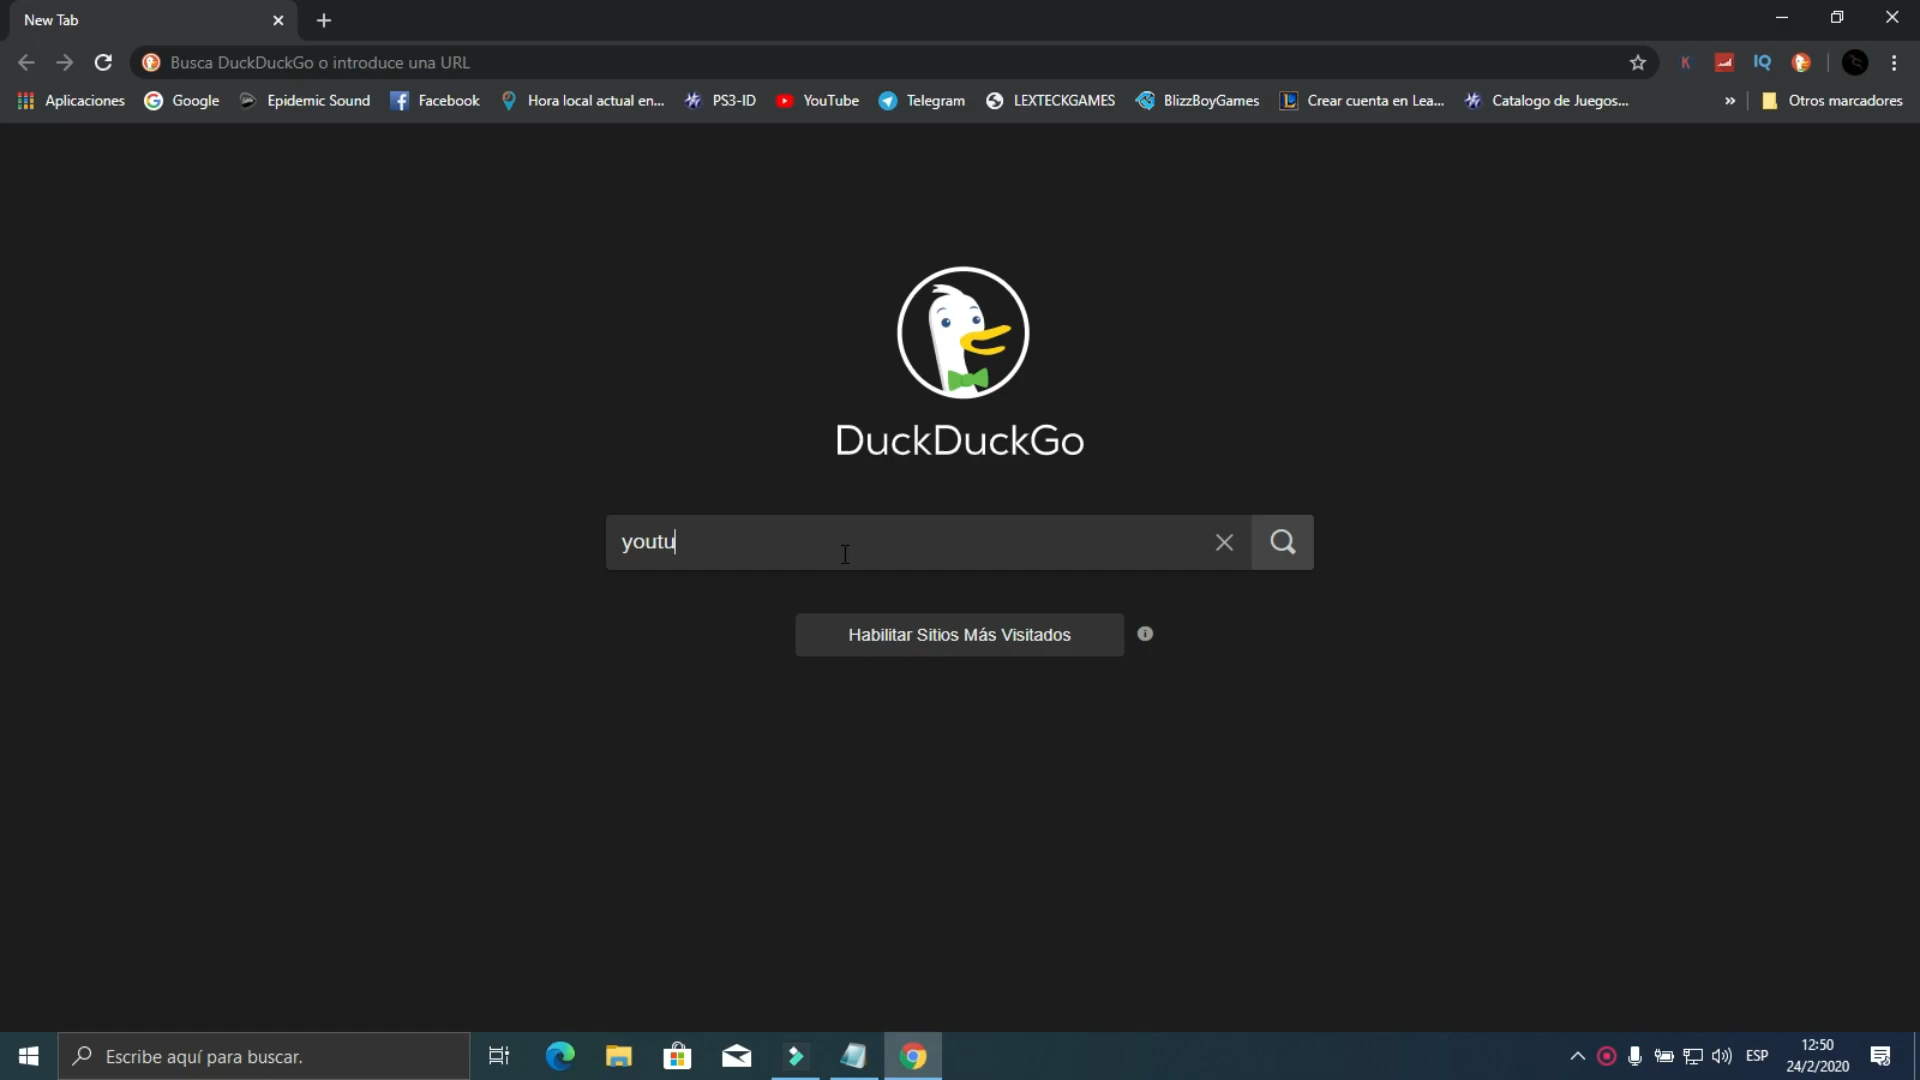 New Tab
Busca DuckDuckGo o introduce una URL
K IQ
Aplicaciones Google Epidemic Sound Facebook Hora local actual en... PS3-ID YouTube Telegram LEXTECKGAMES BlizzBoyGames Crear cuenta en Lea... Catalogo de Juegos... » Otros marcadores
DuckDuckGo
youtu
Habilitar Sitios Más Visitados
Escribe aquí para buscar.
ESP
12:50
24/2/2020